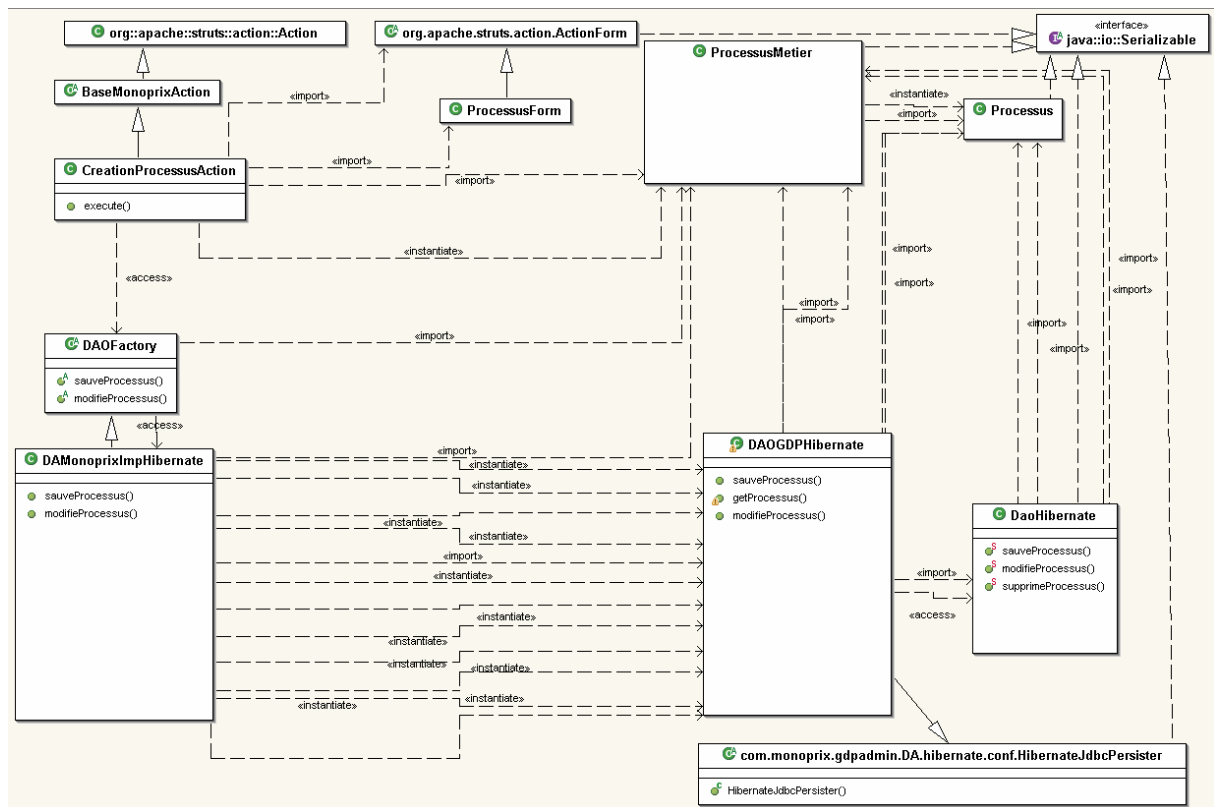 org::apache::struts::action::Action
org.apache.struts.action.ActionForm
«interface»
java::io::Serializable
ProcessusMetier
BaseMonoprixAction
«import»
ProcessusForm
«instantiate»
«import»
Processus
CreationProcessusAction
execute()
«import»
«import»
«instantiate»
«access»
«import»
«import»
«import»
«import»
«import»
«import»
«import»
«import»
«import»
DAOFactory
sauveProcessus()
modifieProcessus()
«access»
DAMonoprixImpHibernate
sauveProcessus()
modifieProcessus()
«import»
«instantiate»
«instantiate»
«instantiate»
«instantiate»
«import»
«instantiate»
«instantiate»
«instantiate»
«instantiate»
«instantiate»
«instantiate»
«instantiate»
DAOGDPHibernate
sauveProcessus()
getProcessus()
modifieProcessus()
«import»
«access»
DaoHibernate
sauveProcessus()
modifieProcessus()
supprimeProcessus()
com.monoprix.gdpadmin.DA.hibernate.conf.HibernateJdbcPersister
HibernateJdbcPersister()